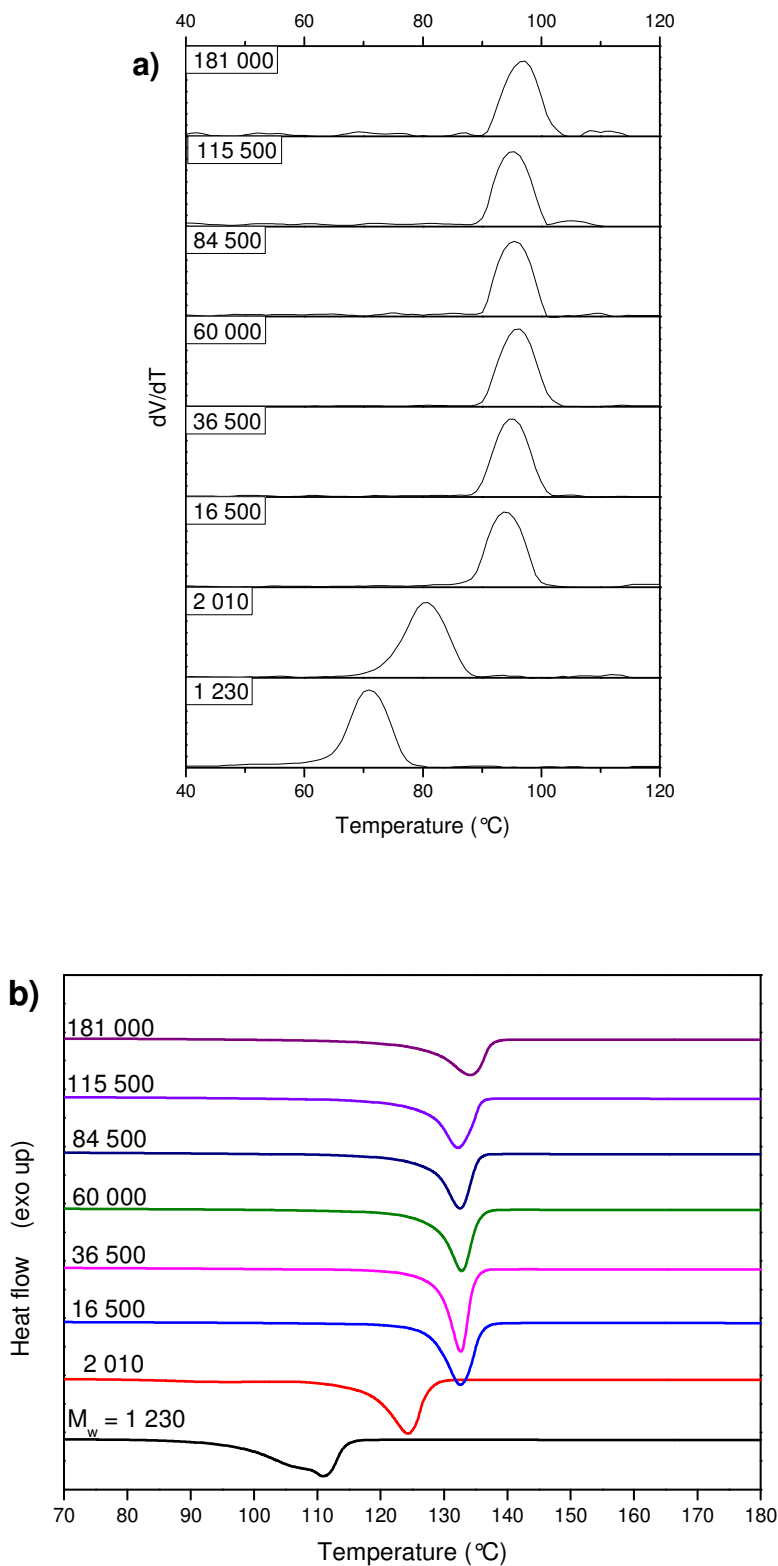 40 60 80 100 120
a)
181 000
115 500
84 500
60 000
36 500
16 500
2 010
1 230
dV/dT
40 60 80 100 120
Temperature (°C)
b)
181 000
115 500
84 500
60 000
36 500
16 500
2 010
Mw = 1 230
Heat flow (exo up)
70 80 90 100 110 120 130 140 150 160 170 180
Temperature (°C)